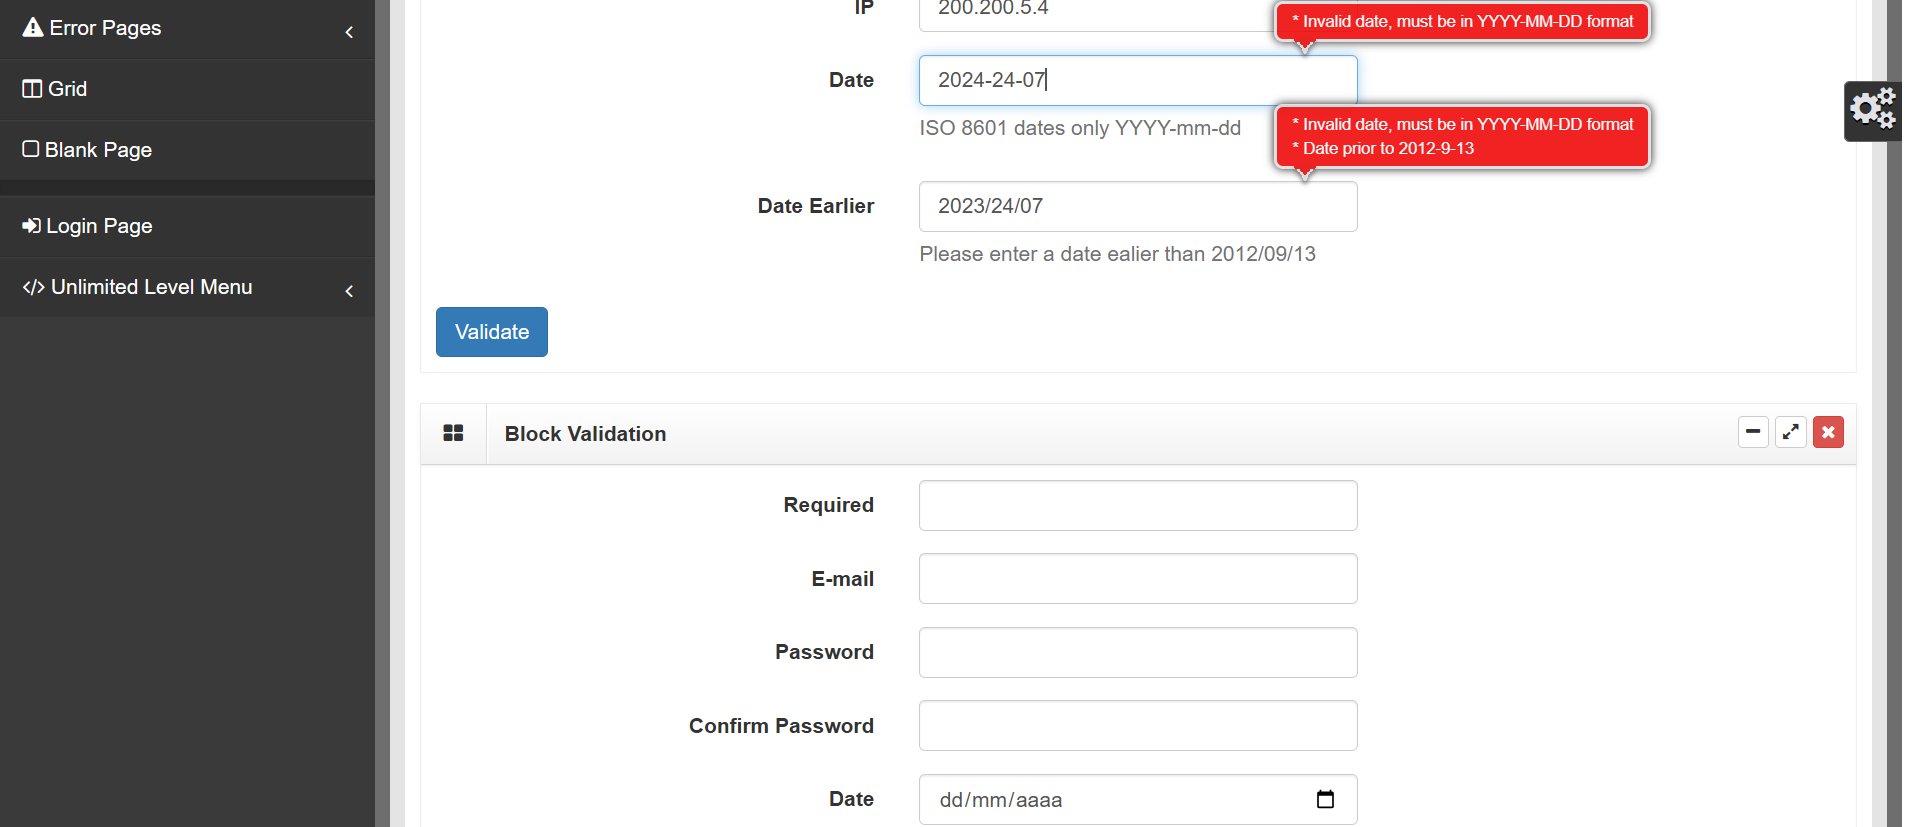 Error Pages
Grid
Blank Page
Login Page
Unlimited Level Menu
IP
200.200.5.4
* Invalid date, must be in YYYY-MM-DD format
Date
2024-24-07
ISO 8601 dates only YYYY-mm-dd
* Invalid date, must be in YYYY-MM-DD format
* Date prior to 2012-9-13
Date Earlier
2023/24/07
Please enter a date ealier than 2012/09/13
Validate
Block Validation
Required
E-mail
Password
Confirm Password
Date
dd/mm/aaaa